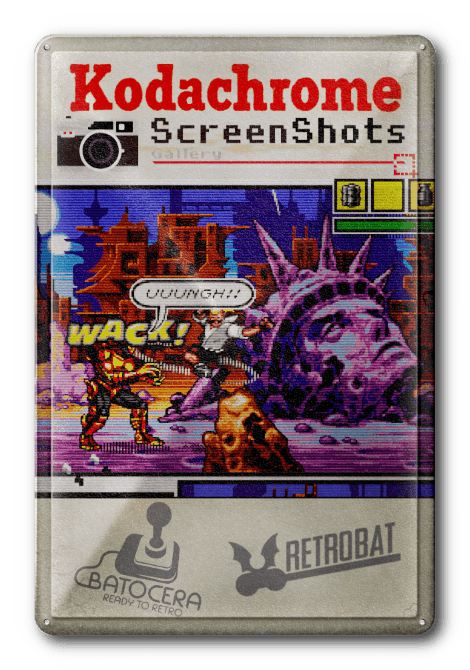 Kodachrome
ScreenShots
Gallery
UUUNGH!!
WACK!
BATOCERA
READY TO RETRO
RETROBAT